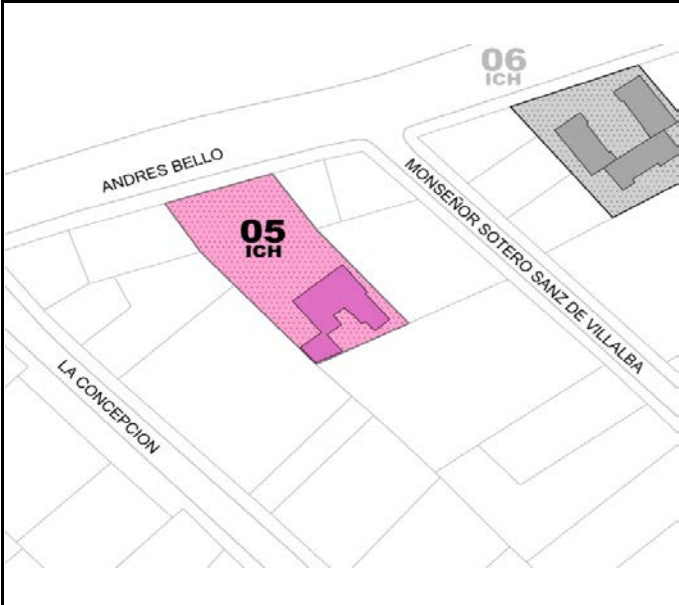 06
ICH
ANDRES BELLO
MONSEÑOR SOTERO SANZ DE VILLALBA
05
ICH
LA CONCEPCION